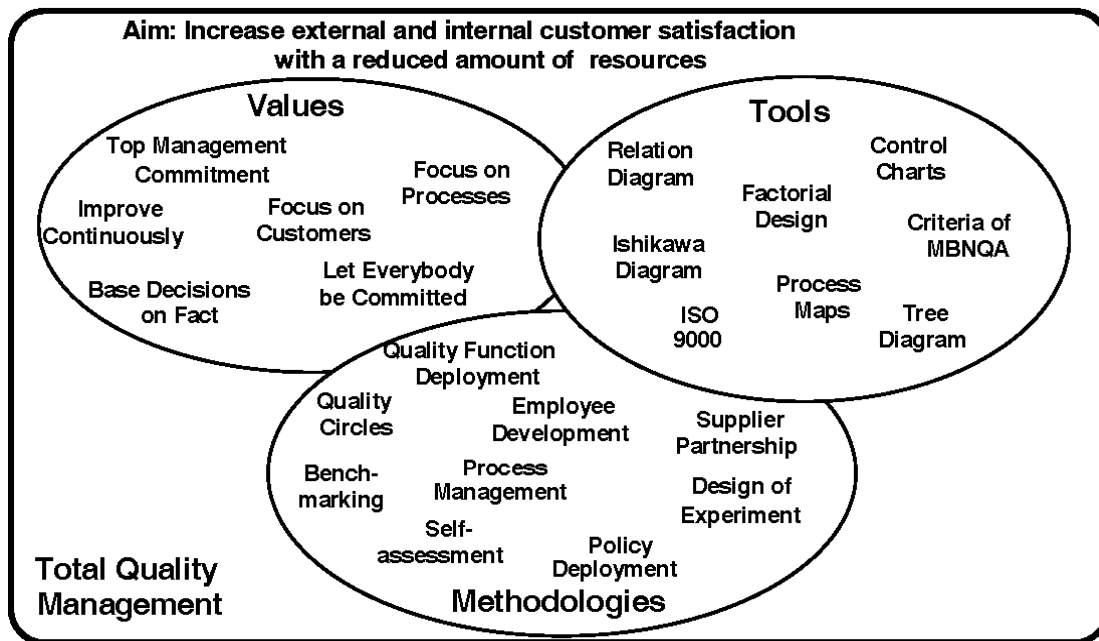 Aim: Increase external and internal customer satisfaction
with a reduced amount of resources
Values
Top Management
Commitment
Focus on
Processes
Improve
Continuously
Focus on
Customers
Base Decisions
on Fact
Let Everybody
be Committed
Tools
Relation
Diagram
Control
Charts
Factorial
Design
Criteria of
MBNQA
Ishikawa
Diagram
Process
Maps
ISO
9000
Tree
Diagram
Quality Function
Deployment
Quality
Circles
Employee
Development
Supplier
Partnership
Bench-
marking
Process
Management
Design of
Experiment
Self-
assessment
Policy
Deployment
Methodologies
Total Quality
Management